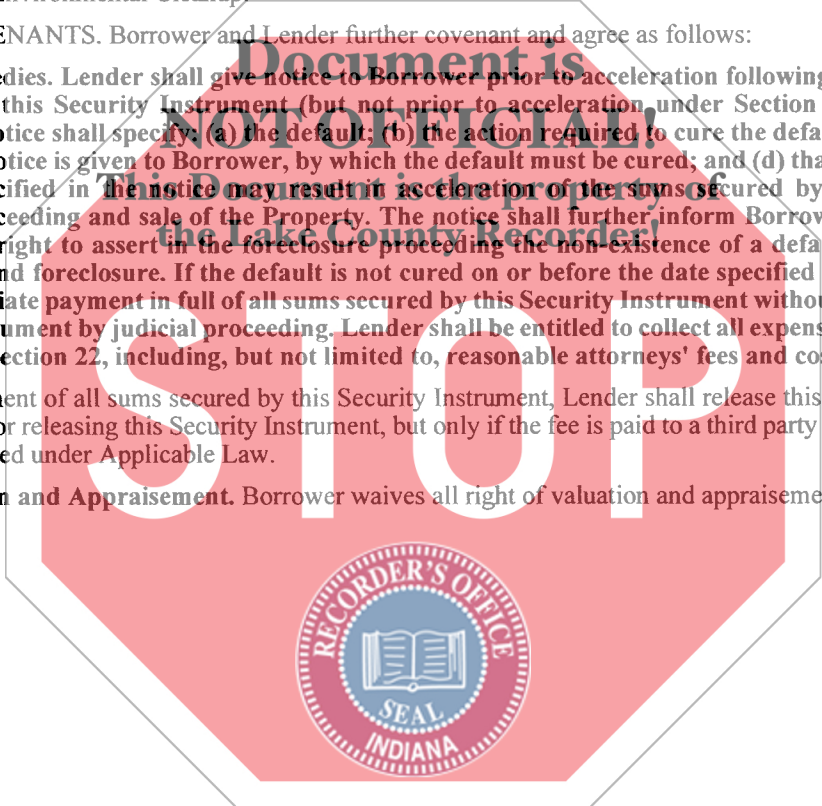 Environmental Cleanup.
ENANTS. Borrower and Lender further covenant and agree as follows:
Document is
edies. Lender shall give notice to Borrower prior to acceleration following
this Security Instrument (but not prior to acceleration under Section
NOT OFFICIAL!
otice shall specify: (a) the default; (b) the action required to cure the defa
otice is given to Borrower, by which the default must be cured; and (d) tha
This Document is the property of
cified in the notice may result in acceleration of the sums secured by
ceeding and sale of the Property. The notice shall further inform Borrow
the Lake County Recorder!
right to assert in the foreclosure proceeding the non-existence of a defa
nd foreclosure. If the default is not cured on or before the date specified
iate payment in full of all sums secured by this Security Instrument withou
ument by judicial proceeding. Lender shall be entitled to collect all expens
ection 22, including, but not limited to, reasonable attorneys' fees and co
STOP
ent of all sums secured by this Security Instrument, Lender shall release this
or releasing this Security Instrument, but only if the fee is paid to a third party
ed under Applicable Law.
n and Appraisement. Borrower waives all right of valuation and appraiseme
RECORDER'S OFFICE
SEAL
INDIANA